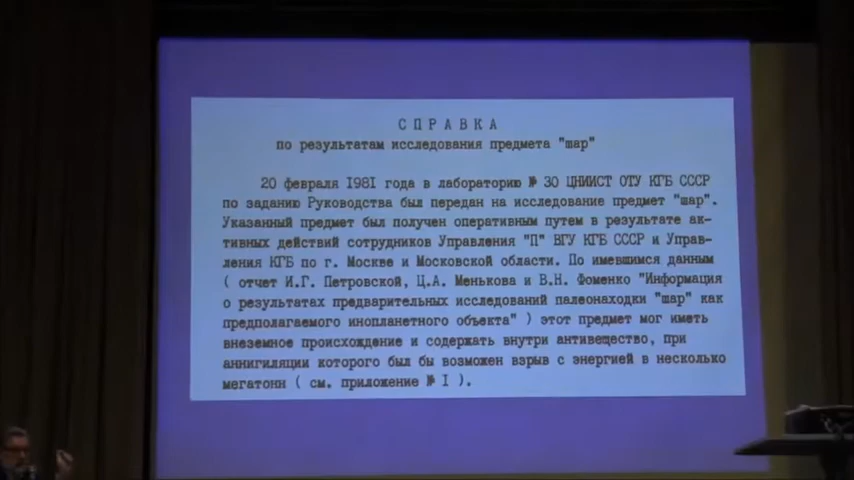 СПРАВКА
по результатам исследования предмета "шар"
20 февраля 1981 года в лабораторию № 30 ЦНИИСТ ОТУ КГБ СССР
по заданию Руководства был передан на исследование предмет "шар".
Указанный предмет был получен оперативным путем в результате ак-
тивных действий сотрудников Управления "П" ВГУ КГБ СССР и Управ-
ления КГБ по г. Москве и Московской области. По имевшимся данным
( отчет И.Г. Петровской, Ц.А. Менькова и В.Н. Фоменко "Информация
о результатах предварительных исследований палеонаходки "шар" как
предполагаемого инопланетного объекта" ) этот предмет мог иметь
внеземное происхождение и содержать внутри антивещество, при
аннигиляции которого был бы возможен взрыв с энергией в несколько
мегатонн ( см. приложение № I ).